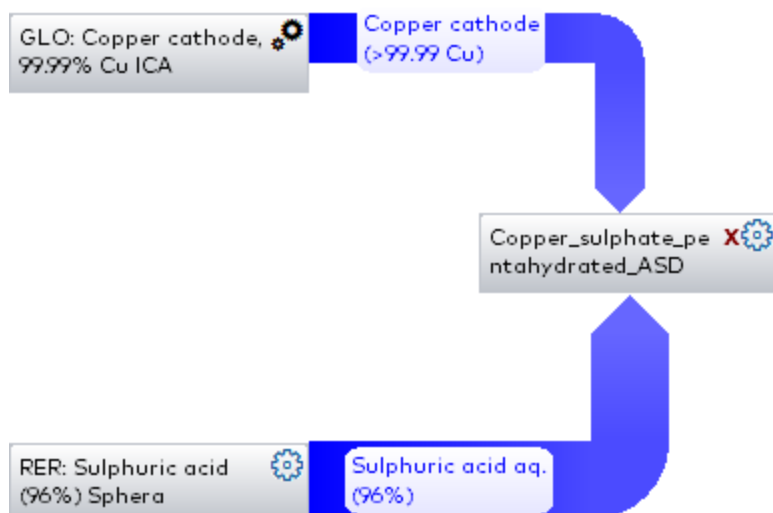 GLO: Copper cathode,
99.99% Cu ICA
Copper cathode
(>99.99 Cu)
Copper_sulphate_pe X
ntahydrated_ASD
RER: Sulphuric acid
(96%) Sphera
Sulphuric acid aq.
(96%)